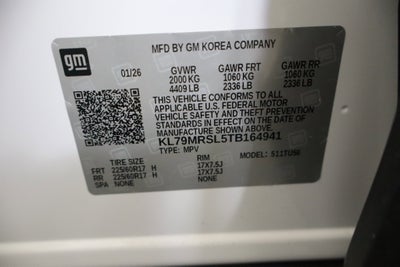 gm
MFD BY GM KOREA COMPANY
01/26 GVWR GAWR FRT GAWR RR
2000 KG 1060 KG 1060 KG
4409 LB 2336 LB 2336 LB
THIS VEHICLE CONFORMS TO ALL
APPLICABLE U.S. FEDERAL MOTOR
VEHICLE SAFETY AND THEFT
PREVENTION STANDARDS IN EFFECT
ON THE DATE OF MANUFACTURE
SHOWN ABOVE.
KL79MRSL5TB164941
TYPE: MPV MODEL: 511TU56
TIRE SIZE RIM
FRT 225/60R17 H 17X7.5J
RR 225/60R17 H 17X7.5J
SPA NONE NONE